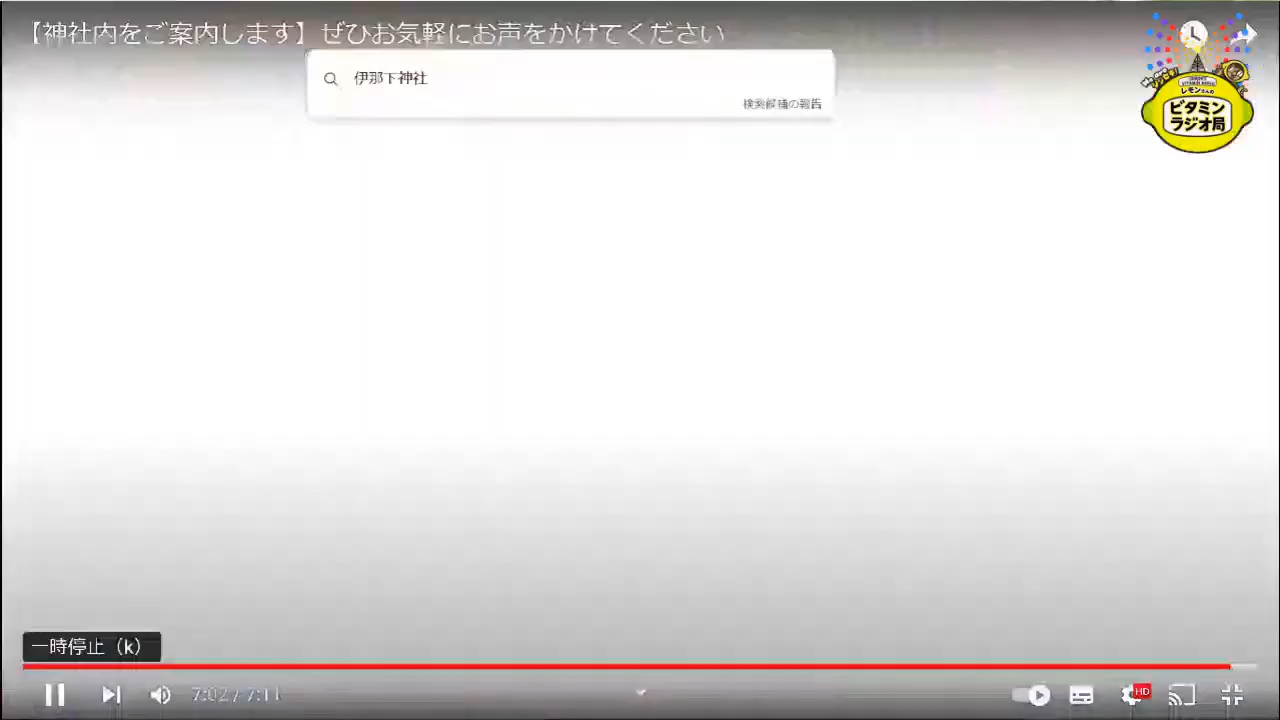 【神社内をご案内します】ぜひお気軽にお声をかけてください
伊那下神社
検索候補の報告
レモンさんの
ビタミン
ラジオ局
一時停止（k）
7:02 / 7:11
HD